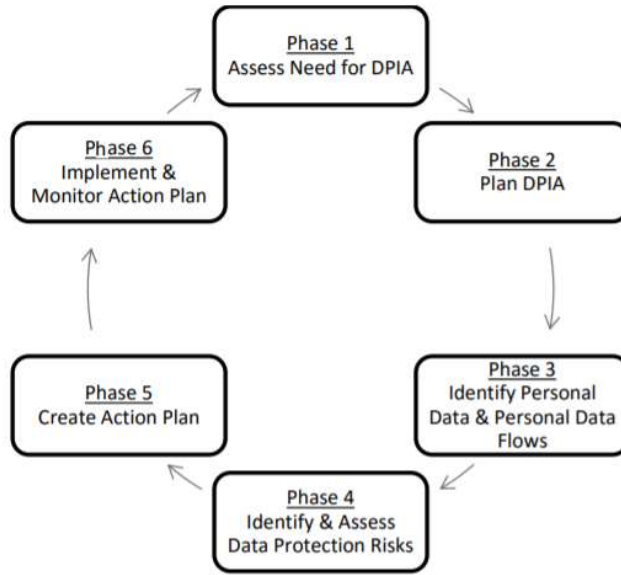 Phase 1
Assess Need for DPIA
Phase 2
Plan DPIA
Phase 3
Identify Personal
Data & Personal Data
Flows
Phase 4
Identify & Assess
Data Protection Risks
Phase 5
Create Action Plan
Phase 6
Implement &
Monitor Action Plan